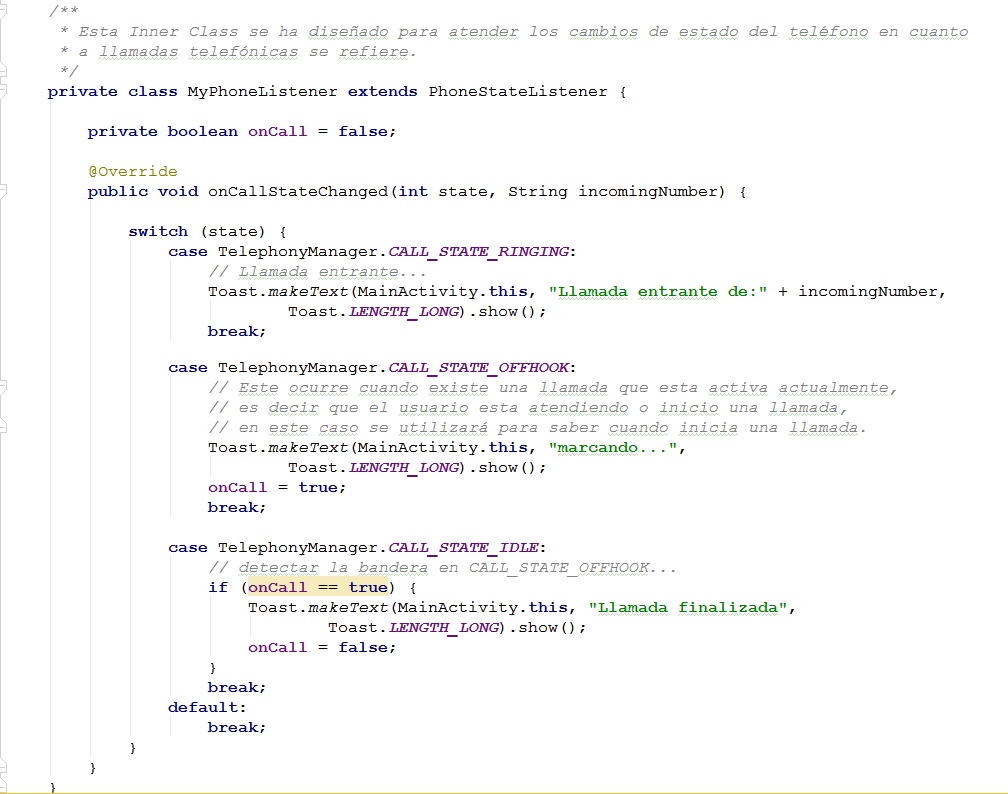 /**
 * Esta Inner Class se ha diseñado para atender los cambios de estado del teléfono en cuanto
 * a llamadas telefónicas se refiere.
 */
private class MyPhoneListener extends PhoneStateListener {
private boolean onCall = false;
@Override
public void onCallStateChanged(int state, String incomingNumber) {
switch (state) {
case TelephonyManager.CALL_STATE_RINGING:
// Llamada entrante...
Toast.makeText(MainActivity.this, "Llamada entrante de:" + incomingNumber,
Toast.LENGTH_LONG).show();
break;
case TelephonyManager.CALL_STATE_OFFHOOK:
// Este ocurre cuando existe una llamada que esta activa actualmente,
// es decir que el usuario esta atendiendo o inicio una llamada,
// en este caso se utilizará para saber cuando inicia una llamada.
Toast.makeText(MainActivity.this, "marcando...",
Toast.LENGTH_LONG).show();
onCall = true;
break;
case TelephonyManager.CALL_STATE_IDLE:
// detectar la bandera en CALL_STATE_OFFHOOK...
if (onCall == true) {
Toast.makeText(MainActivity.this, "Llamada finalizada",
Toast.LENGTH_LONG).show();
onCall = false;
}
break;
default:
break;
}
}
}